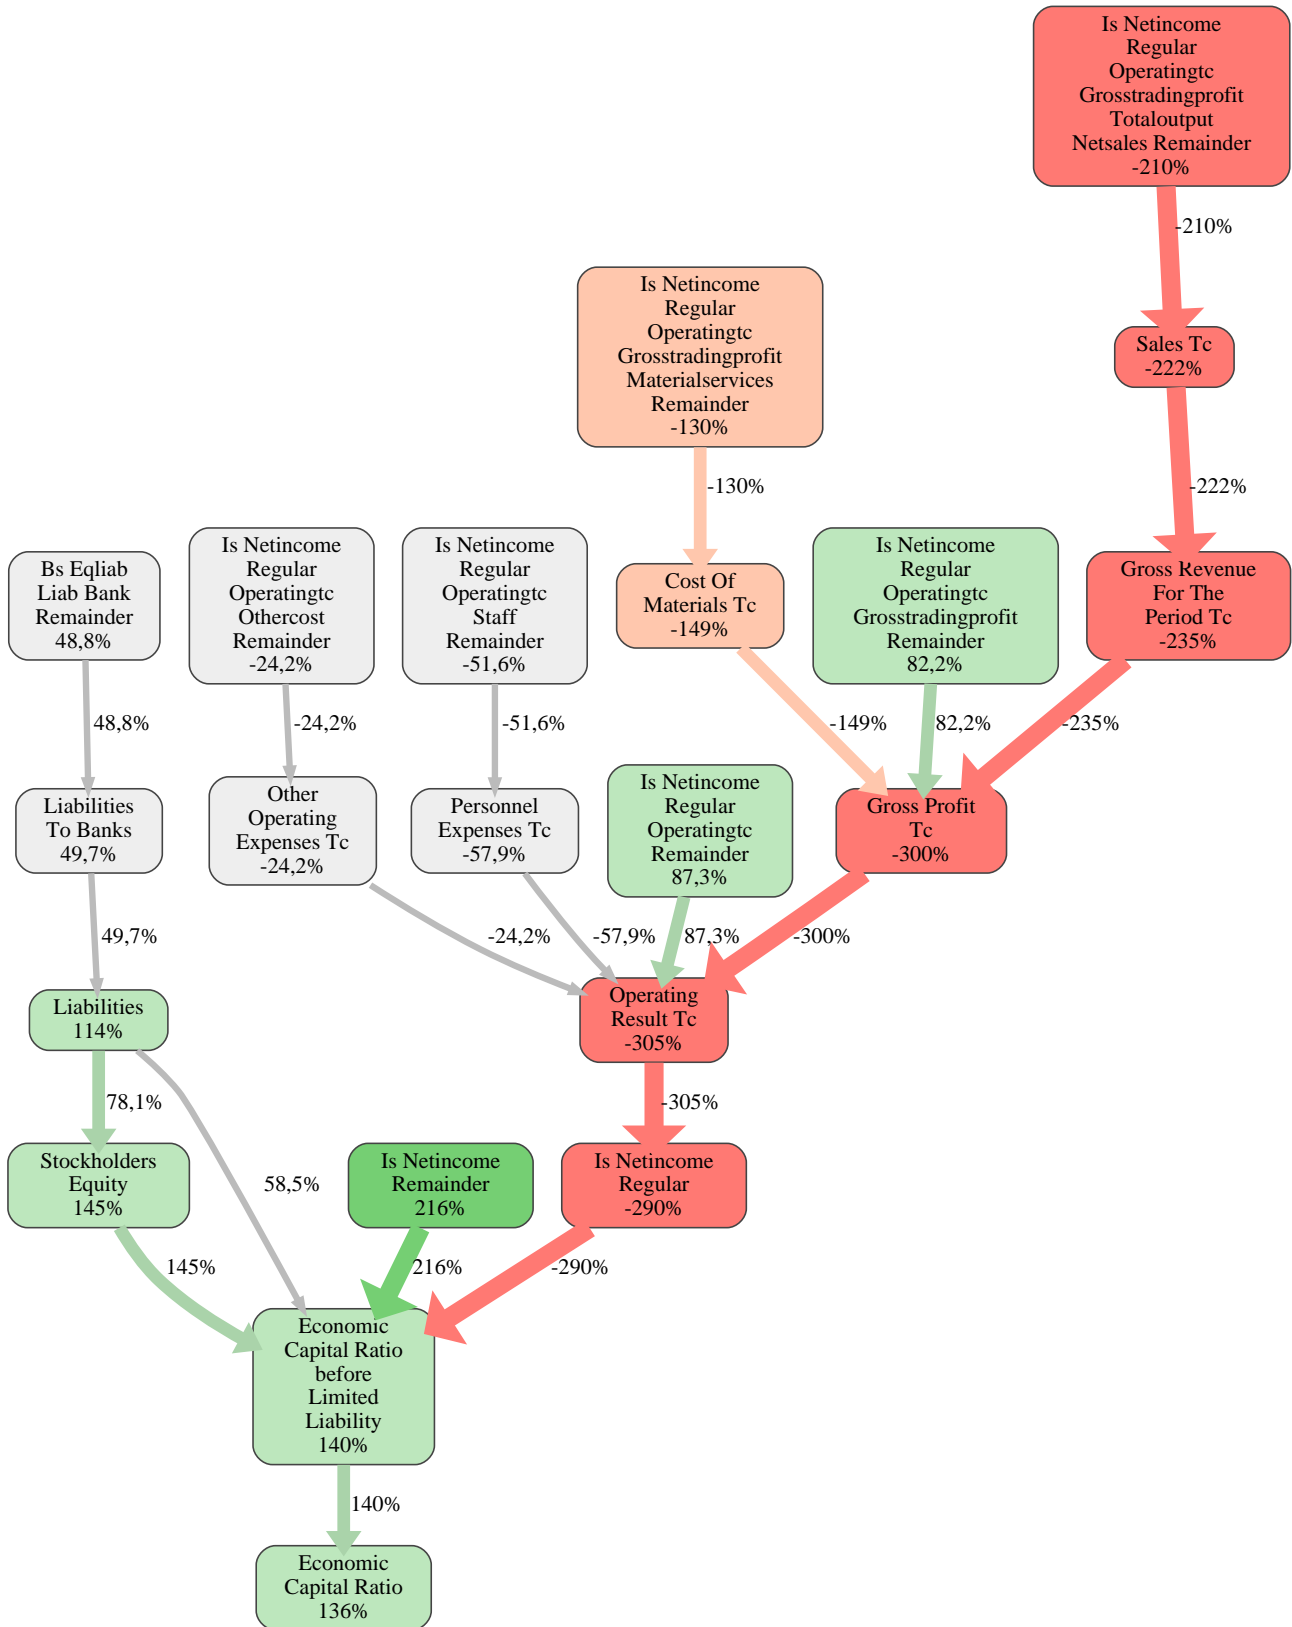 Is Netincome
Regular
Operatingtc
Grosstradingprofit
Totaloutput
Netsales Remainder
-210%
-210%
Is Netincome
Regular
Operatingtc
Grosstradingprofit
Materialservices
Remainder
-130%
Sales Tc
-222%
-130%
-222%
Bs Eqliab
Liab Bank
Remainder
48,8%
Is Netincome
Regular
Operatingtc
Othercost
Remainder
-24,2%
Is Netincome
Regular
Operatingtc
Staff
Remainder
-51,6%
Cost Of
Materials Tc
-149%
Is Netincome
Regular
Operatingtc
Grosstradingprofit
Remainder
82,2%
Gross Revenue
For The
Period Tc
-235%
48,8%
-24,2%
-51,6%
-149%
82,2%
-235%
Liabilities
To Banks
49,7%
Other
Operating
Expenses Tc
-24,2%
Personnel
Expenses Tc
-57,9%
Is Netincome
Regular
Operatingtc
Remainder
87,3%
Gross Profit
Tc
-300%
49,7%
-24,2%
-57,9%
87,3%
-300%
Liabilities
114%
Operating
Result Tc
-305%
78,1%
-305%
Stockholders
Equity
145%
58,5%
Is Netincome
Remainder
216%
Is Netincome
Regular
-290%
145%
216%
-290%
Economic
Capital Ratio
before
Limited
Liability
140%
140%
Economic
Capital Ratio
136%